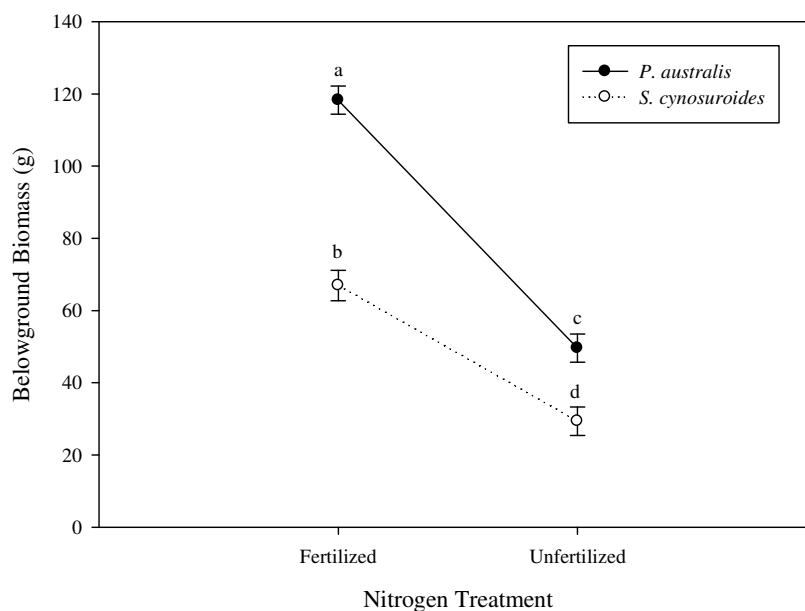 140
120
100
80
60
40
20
0
Belowground Biomass (g)
a
b
c
d
P. australis
S. cynosuroides
Fertilized Unfertilized
Nitrogen Treatment